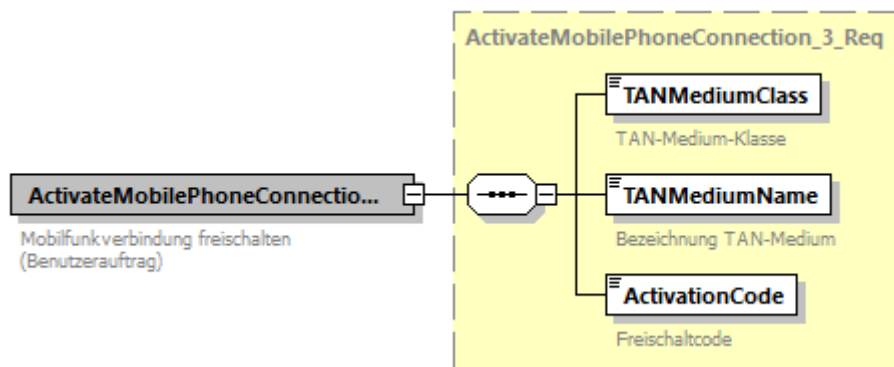 ActivateMobilePhoneConnection_3_Req
TANMediumClass
TAN-Medium-Klasse
ActivateMobilePhoneConnectio...
Mobilfunkverbindung freischalten
(Benutzerauftrag)
TANMediumName
Bezeichnung TAN-Medium
ActivationCode
Freischaltcode